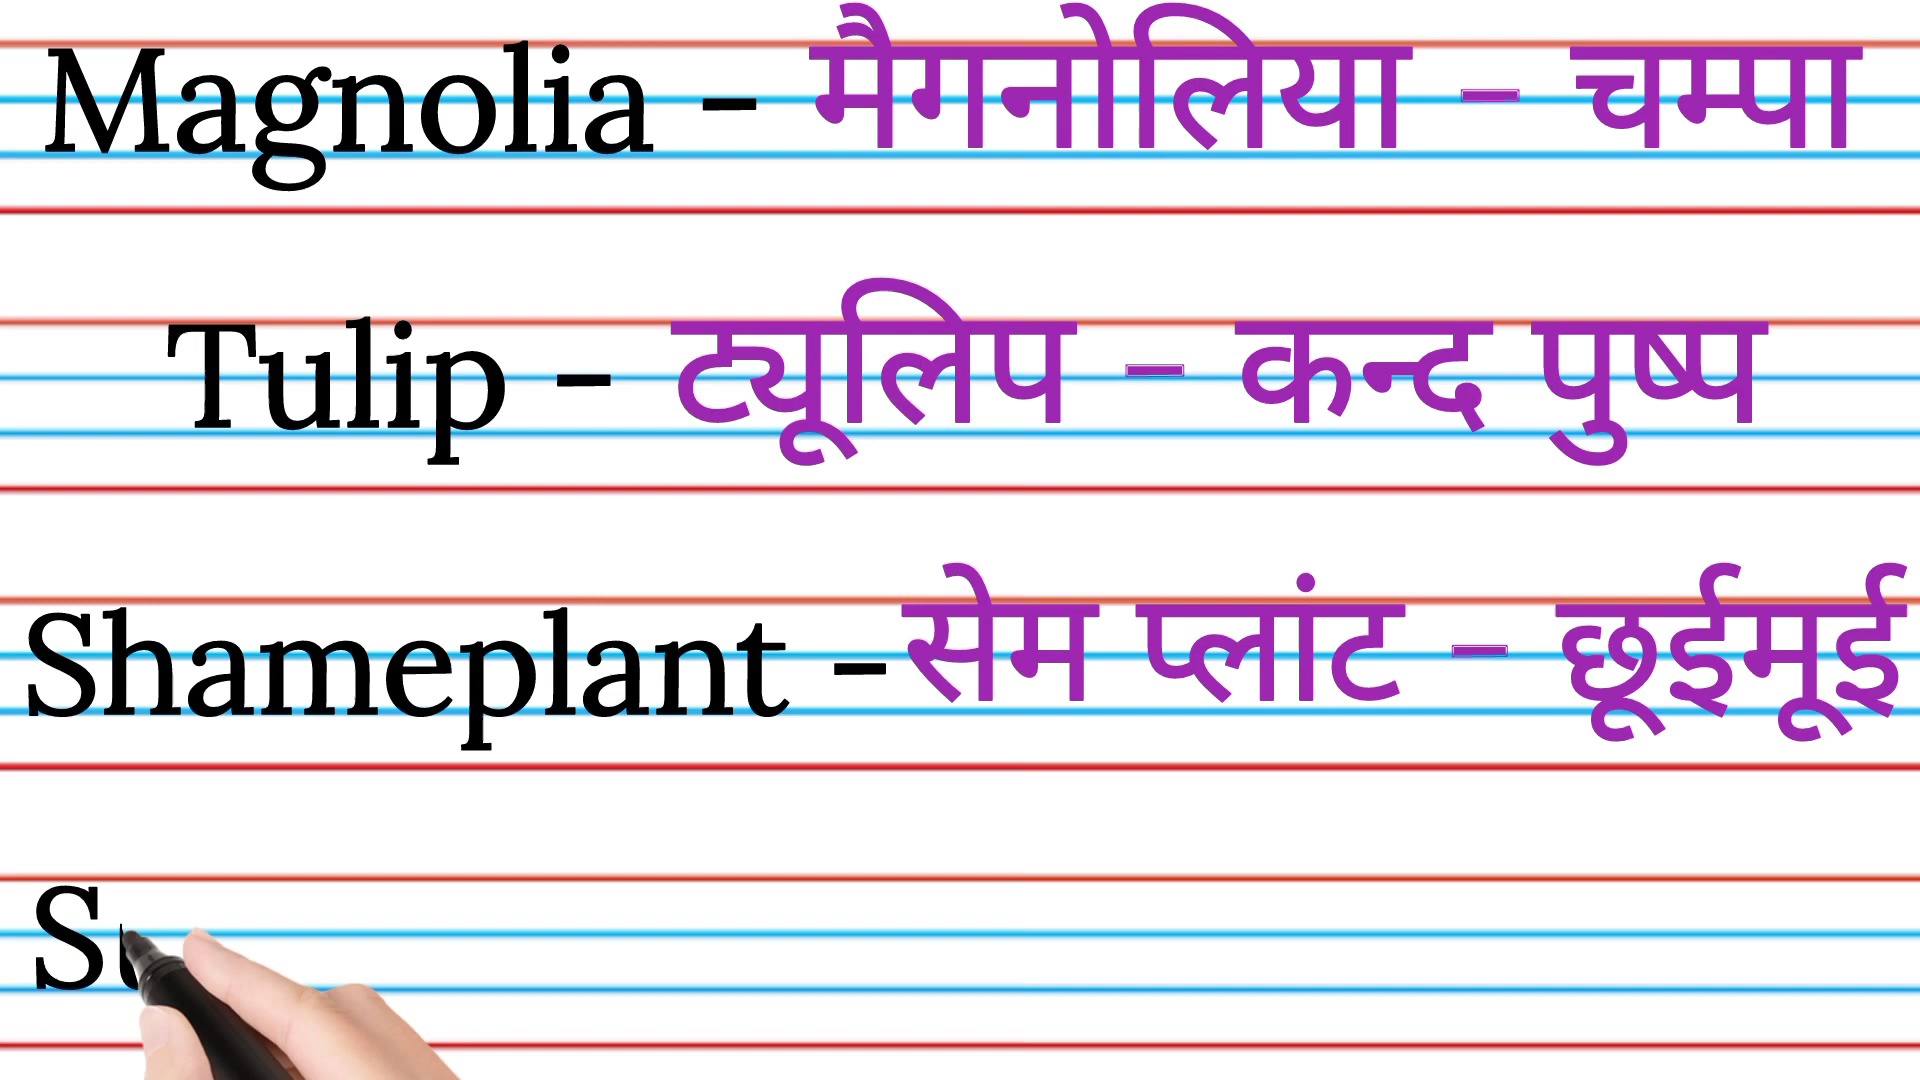 Magnolia - मैगनोलिया - चम्पा
Tulip - ट्यूलिप - कन्द पुष्प
Shameplant - सेम प्लांट - छूईमूई
S